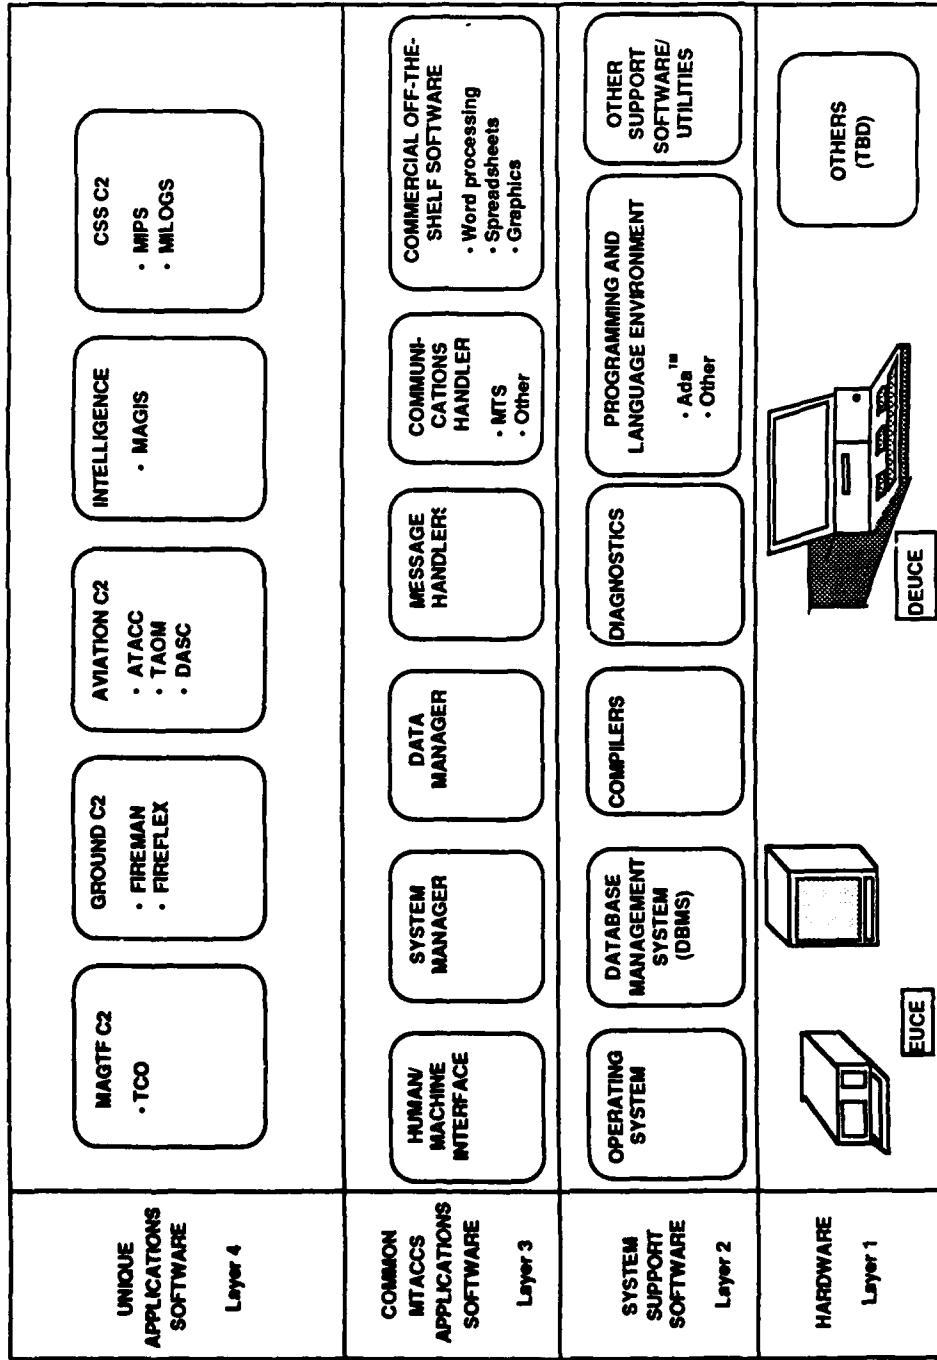 UNIQUE
APPLICATIONS
SOFTWARE
Layer 4
MAGTF C2
• TCO
GROUND C2
• FIREMAN
• FIREFLEX
AVIATION C2
• ATACC
• TAOM
• DASC
INTELLIGENCE
• MAGIS
CSS C2
• MIPS
• MILOGS
COMMON
MTACCS
APPLICATIONS
SOFTWARE
Layer 3
HUMAN/
MACHINE
INTERFACE
SYSTEM
MANAGER
DATA
MANAGER
MESSAGE
HANDLERS
COMMUNI-
CATIONS
HANDLER
• MTS
• Other
COMMERCIAL OFF-THE-
SHELF SOFTWARE
• Word processing
• Spreadsheets
• Graphics
SYSTEM
SUPPORT
SOFTWARE
Layer 2
OPERATING
SYSTEM
DATABASE
MANAGEMENT
SYSTEM
(DBMS)
COMPILERS
DIAGNOSTICS
PROGRAMMING AND
LANGUAGE ENVIRONMENT
• Ada™
• Other
OTHER
SUPPORT
SOFTWARE/
UTILITIES
HARDWARE
Layer 1
EUCE
DEUCE
OTHERS
(TBD)